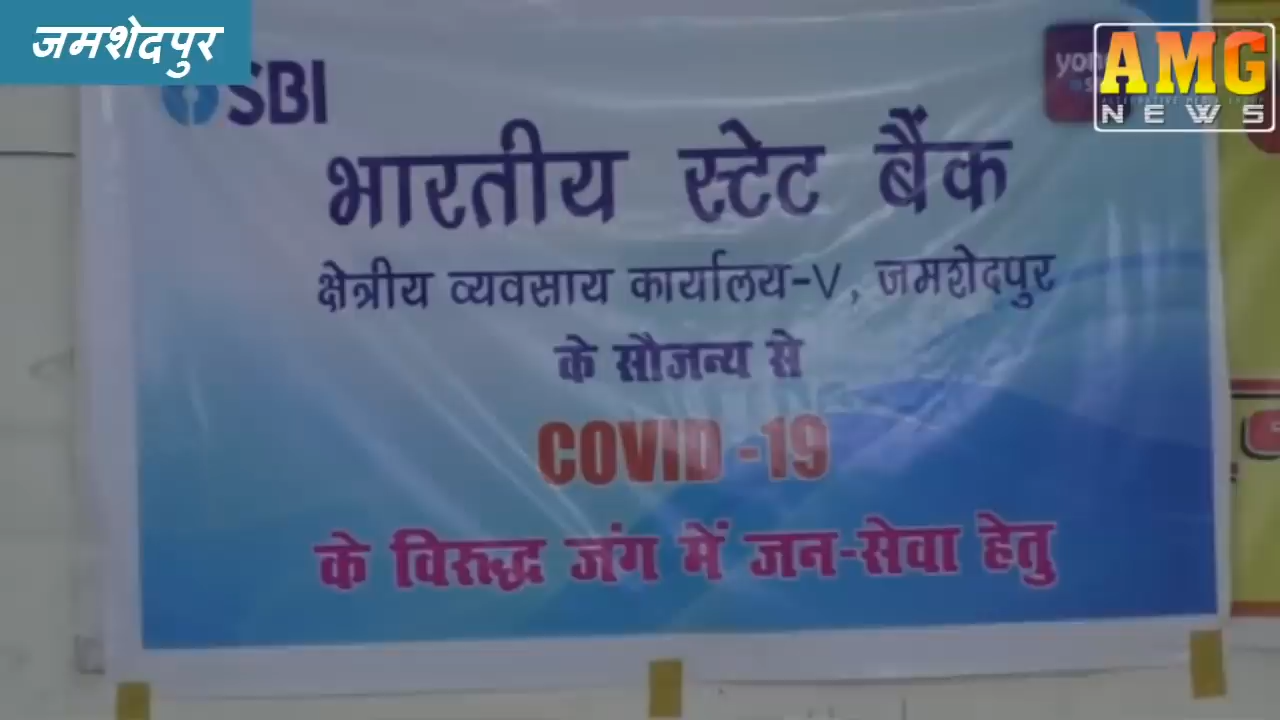 जमशेदपुर
AMG
NEWS
SBI
भारतीय स्टेट बैंक
क्षेत्रीय व्यवसाय कार्यालय-V, जमशेदपुर
के सौजन्य से
COVID -19
के विरूद्ध जंग में जन-सेवा हेतु